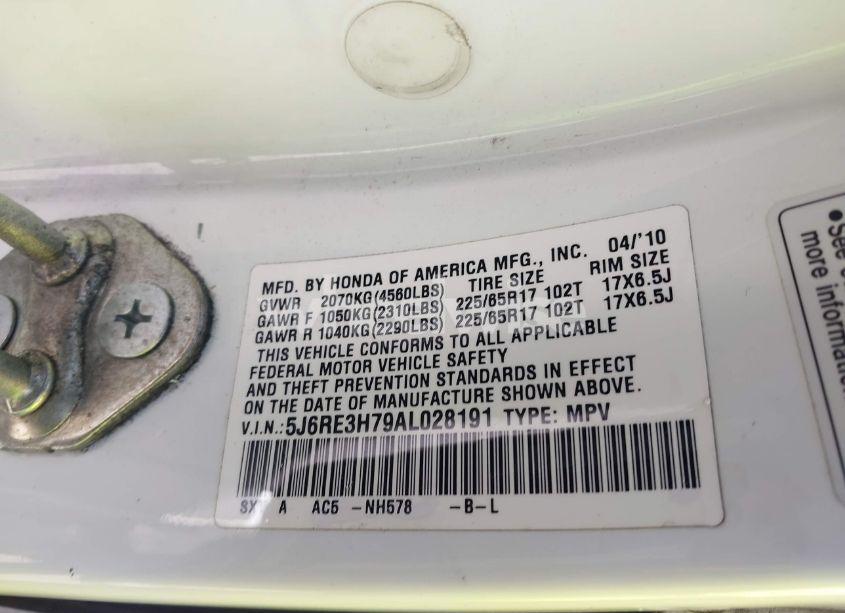 MFD. BY HONDA OF AMERICA MFG., INC. 04/'10
GVWR 2070KG(4560LBS) TIRE SIZE RIM SIZE
GAWR F 1050KG(2310LBS) 225/65R17 102T 17X6.5J
GAWR R 1040KG(2290LBS) 225/65R17 102T 17X6.5J
THIS VEHICLE CONFORMS TO ALL APPLICABLE
FEDERAL MOTOR VEHICLE SAFETY
AND THEFT PREVENTION STANDARDS IN EFFECT
ON THE DATE OF MANUFACTURE SHOWN ABOVE.
V.I.N.: 5J6RE3H79AL028191 TYPE: MPV
A AC5 -NH578 -B-L
•See
more
information